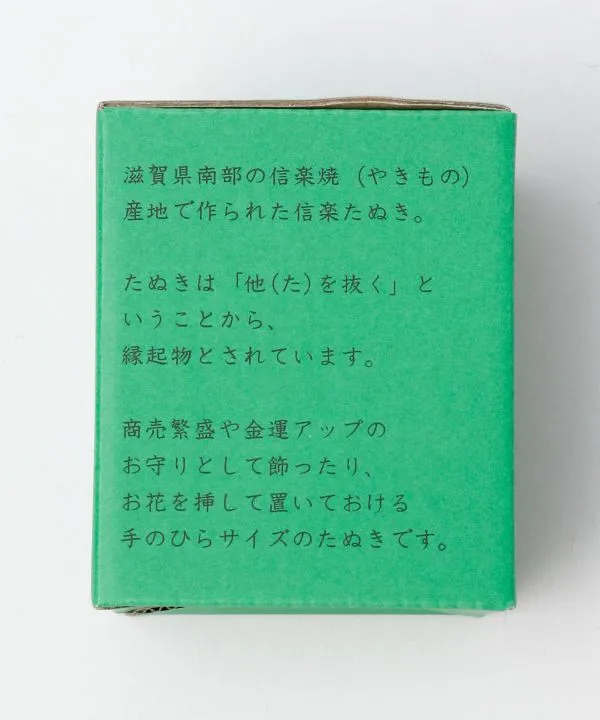 滋賀県南部の信楽焼（やきもの）
産地で作られた信楽たぬき。
たぬきは「他(た)を抜く」と
いうことから、
縁起物とされています。
商売繁盛や金運アップの
お守りとして飾ったり、
お花を挿して置いておける
手のひらサイズのたぬきです。